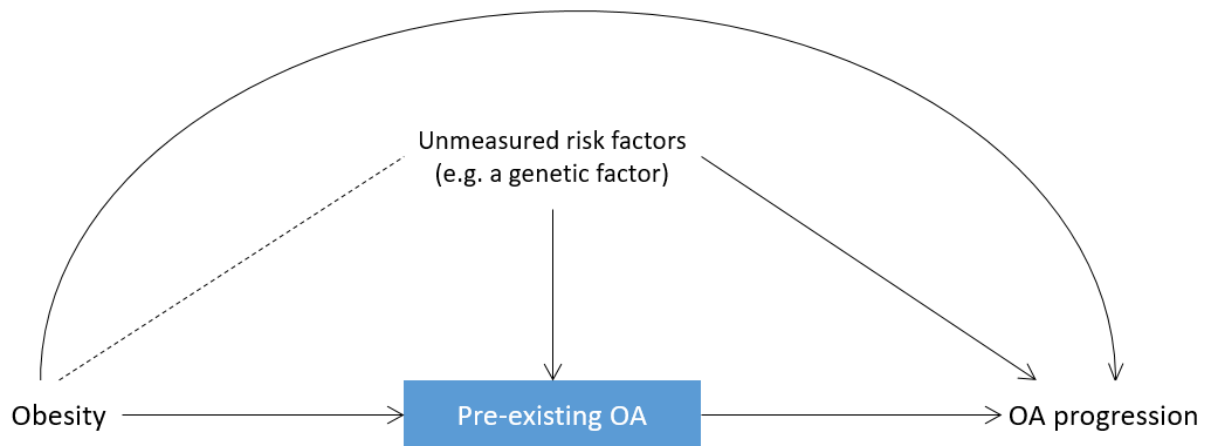 Unmeasured risk factors
(e.g. a genetic factor)
Obesity
Pre-existing OA
OA progression